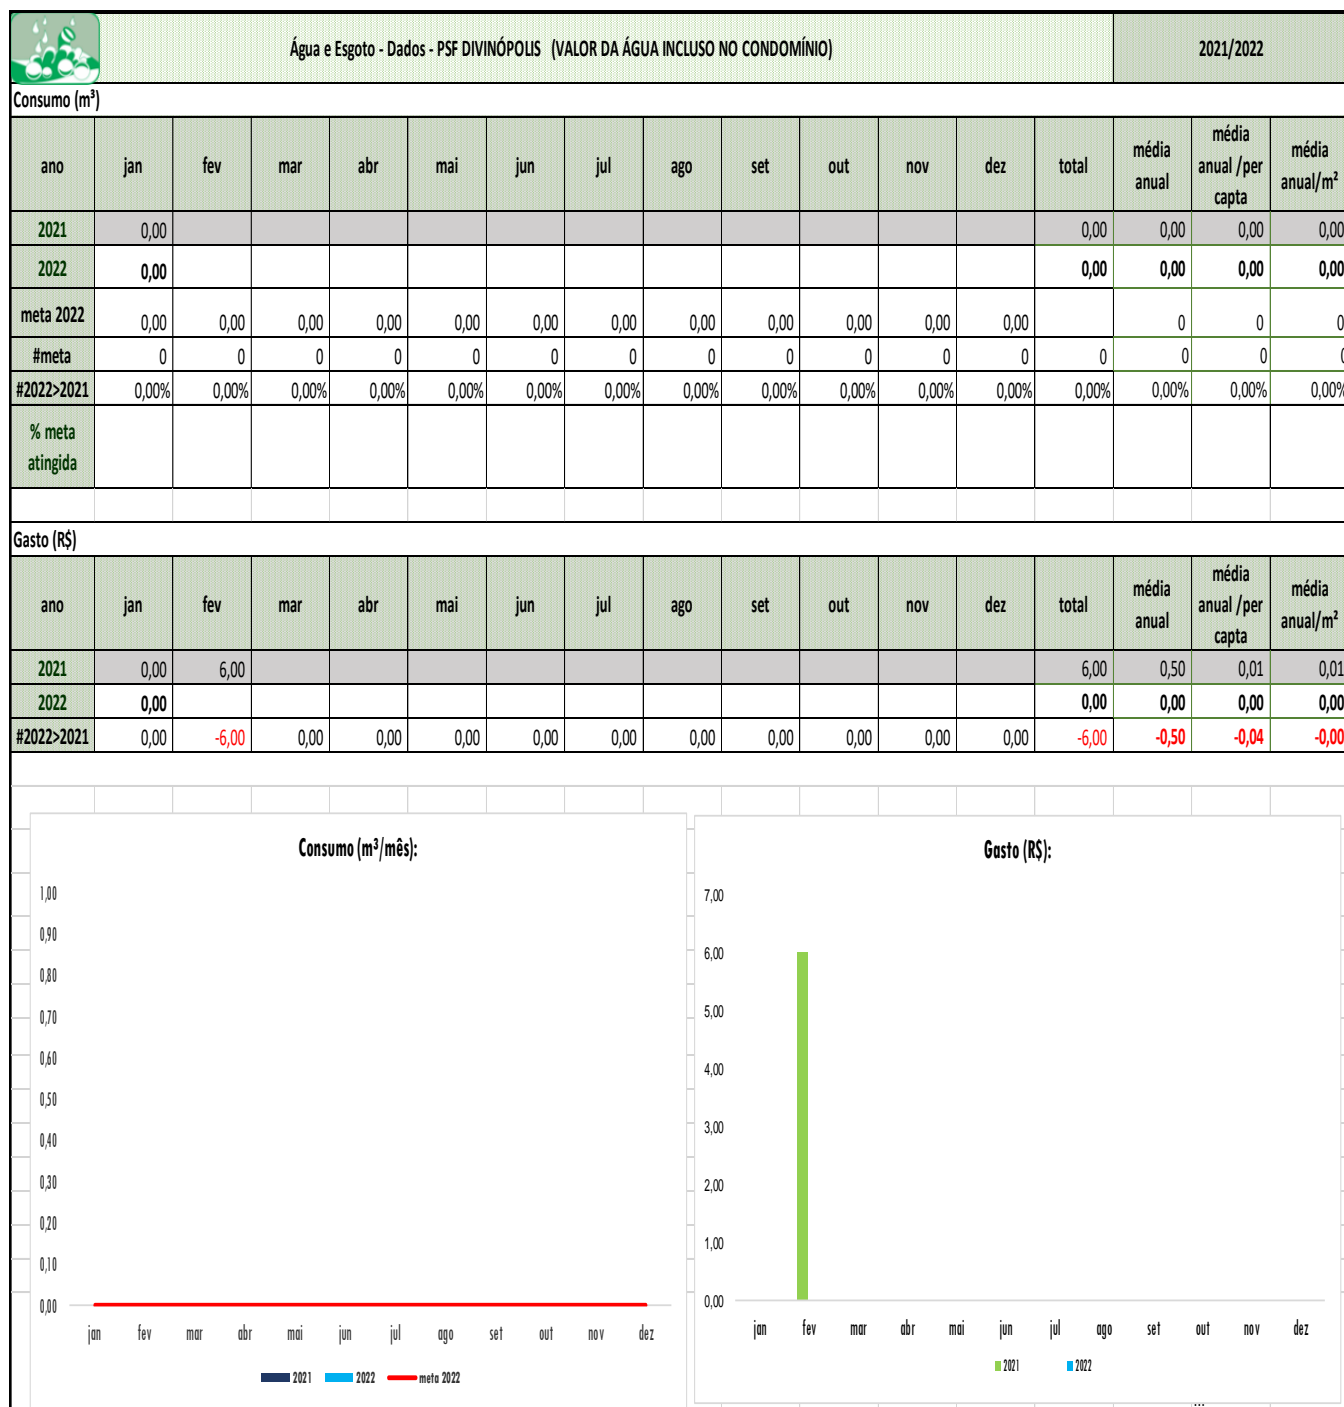 Água e Esgoto - Dados - PSF DIVINÓPOLIS (VALOR DA ÁGUA INCLUSO NO CONDOMÍNIO) 2021/2022
Consumo (m³)
ano jan fev mar abr mai jun jul ago set out nov dez total média anual média anual /per capta média anual/m²
2021 0,00 0,00 0,00 0,00 0,00
2022 0,00 0,00 0,00 0,00 0,00
meta 2022 0,00 0,00 0,00 0,00 0,00 0,00 0,00 0,00 0,00 0,00 0,00 0,00 0 0 0
#meta 0 0 0 0 0 0 0 0 0 0 0 0 0 0 0 0
#2022>2021 0,00% 0,00% 0,00% 0,00% 0,00% 0,00% 0,00% 0,00% 0,00% 0,00% 0,00% 0,00% 0,00% 0,00% 0,00% 0,00%
% meta
atingida
Gasto (R$)
ano jan fev mar abr mai jun jul ago set out nov dez total média anual média anual /per capta média anual/m²
2021 0,00 6,00 6,00 0,50 0,01 0,01
2022 0,00 0,00 0,00 0,00 0,00
#2022>2021 0,00 -6,00 0,00 0,00 0,00 0,00 0,00 0,00 0,00 0,00 0,00 0,00 -6,00 -0,50 -0,04 -0,00
Consumo (m³/mês):
1,00
0,90
0,80
0,70
0,60
0,50
0,40
0,30
0,20
0,10
0,00
jan fev mar abr mai jun jul ago set out nov dez
2021 2022 meta 2022
Gasto (R$):
7,00
6,00
5,00
4,00
3,00
2,00
1,00
0,00
jan fev mar abr mai jun jul ago set out nov dez
2021 2022
...